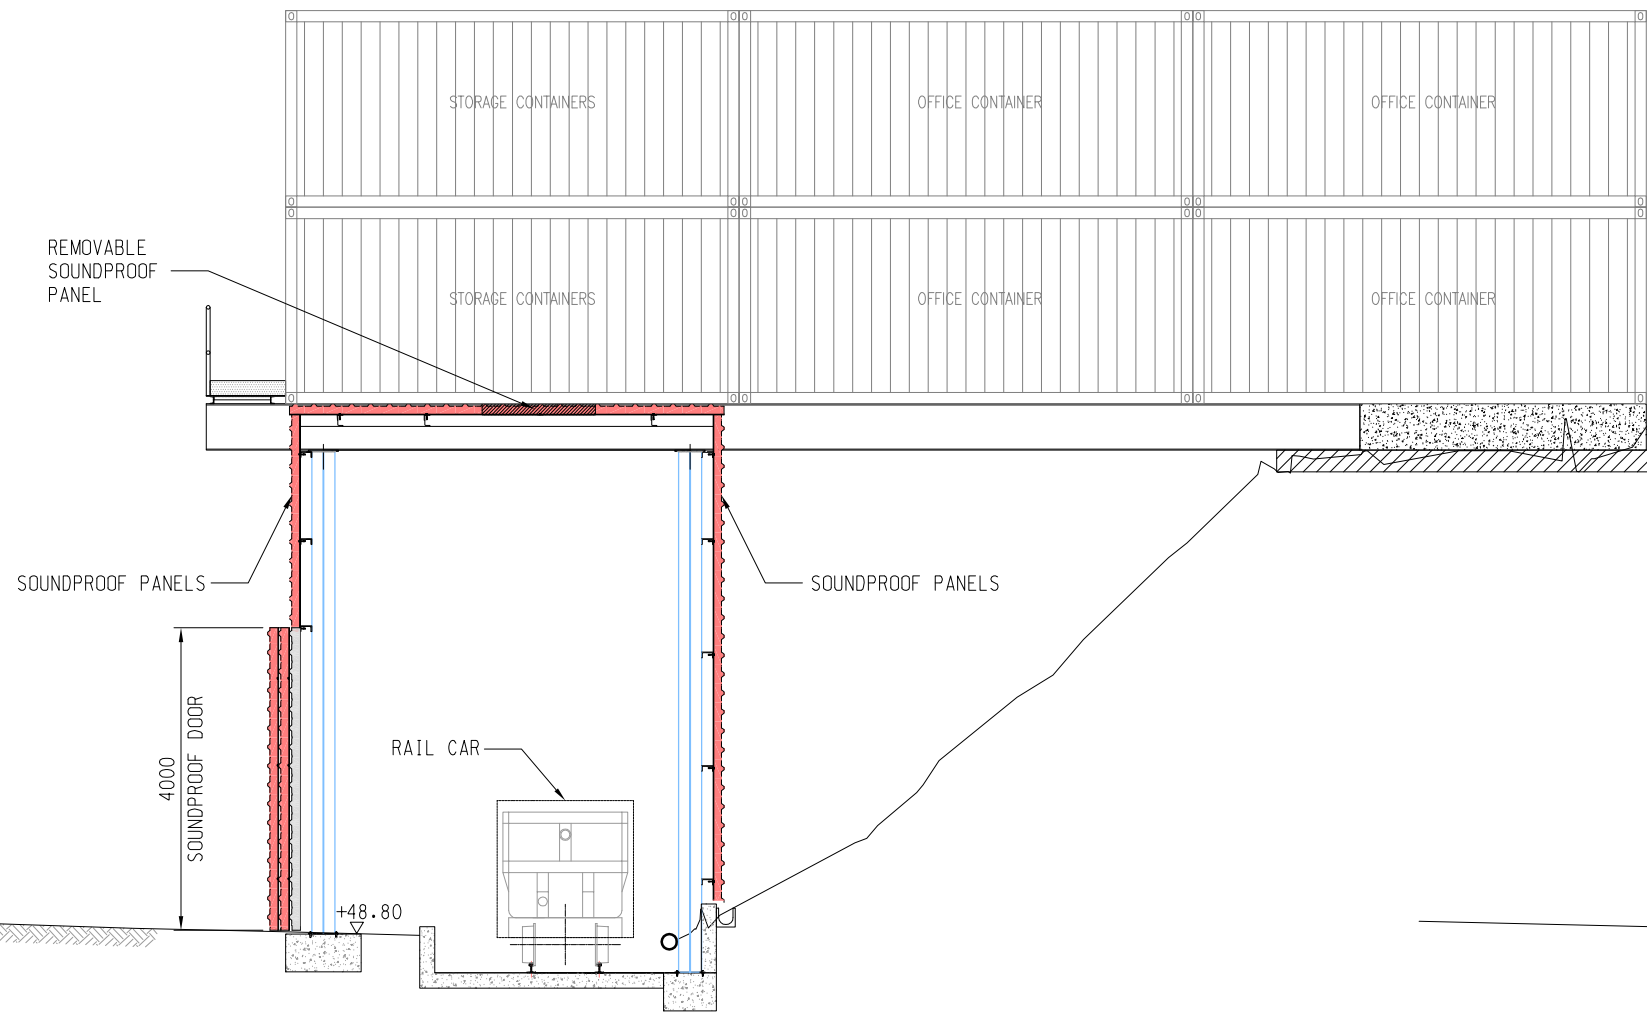 STORAGE CONTAINERS
OFFICE CONTAINER
OFFICE CONTAINER
REMOVABLE
SOUNDPROOF
PANEL
STORAGE CONTAINERS
OFFICE CONTAINER
OFFICE CONTAINER
SOUNDPROOF PANELS
SOUNDPROOF PANELS
4000
SOUNDPROOF DOOR
RAIL CAR
+48.80